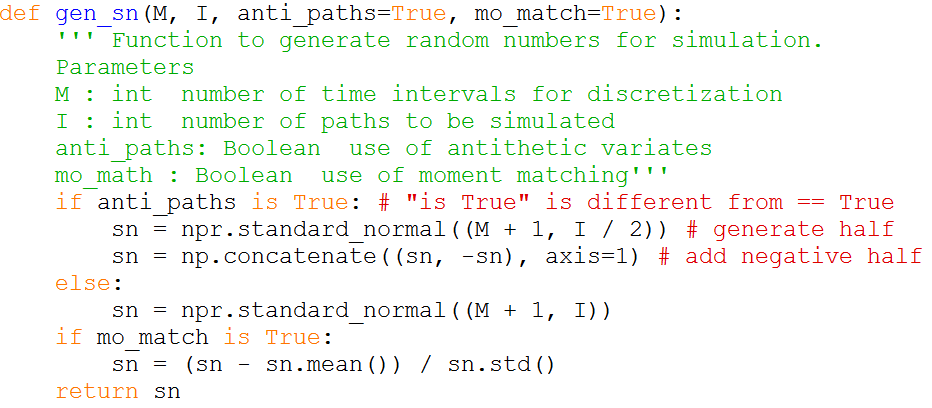 def gen_sn(M, I, anti_paths=True, mo_match=True):
    ''' Function to generate random numbers for simulation.
    Parameters
    M : int  number of time intervals for discretization
    I : int  number of paths to be simulated
    anti_paths: Boolean  use of antithetic variates
    mo_math : Boolean  use of moment matching'''
    if anti_paths is True: # "is True" is different from == True
        sn = npr.standard_normal((M + 1, I / 2)) # generate half
        sn = np.concatenate((sn, -sn), axis=1) # add negative half
    else:
        sn = npr.standard_normal((M + 1, I))
    if mo_match is True:
        sn = (sn - sn.mean()) / sn.std()
    return sn